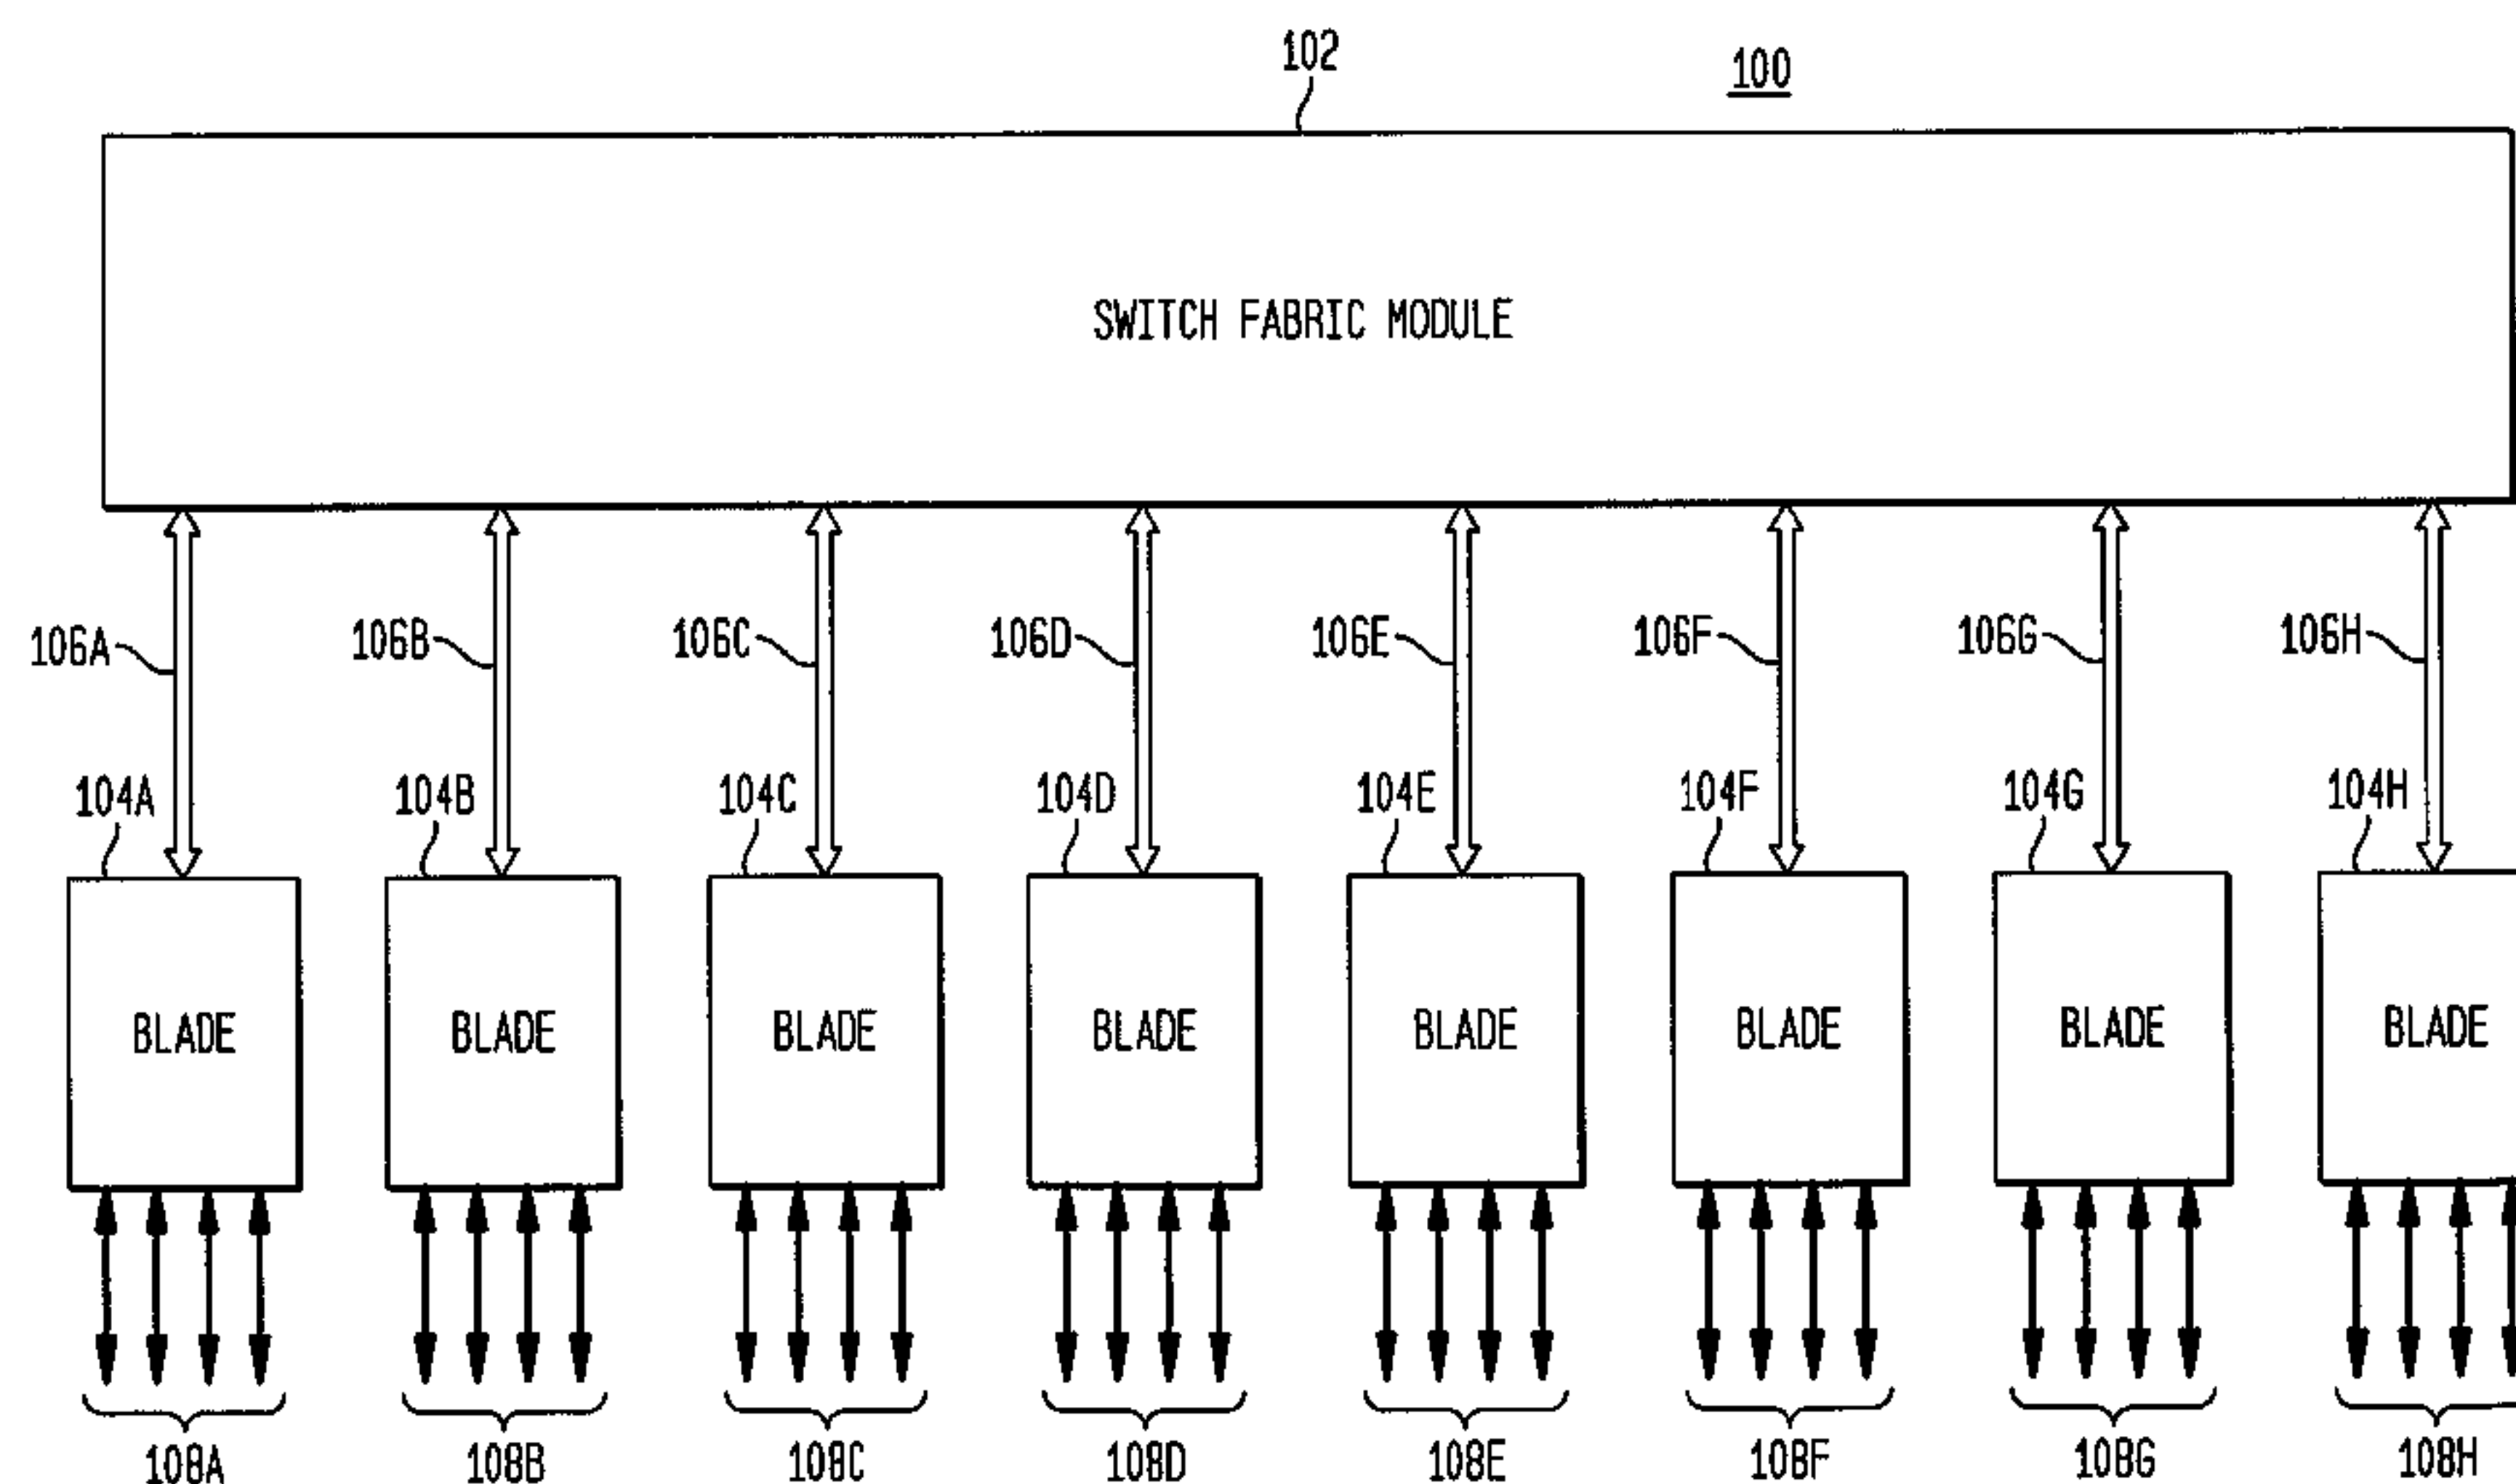 102
100
SWITCH FABRIC MODULE
106A 106B 106C 106D 106E 106F 106G 106H
104A 104B 104C 104D 104E 104F 104G 104H
BLADE BLADE BLADE BLADE BLADE BLADE BLADE BLADE
108A 108B 108C 108D 108E 108F 108G 108H